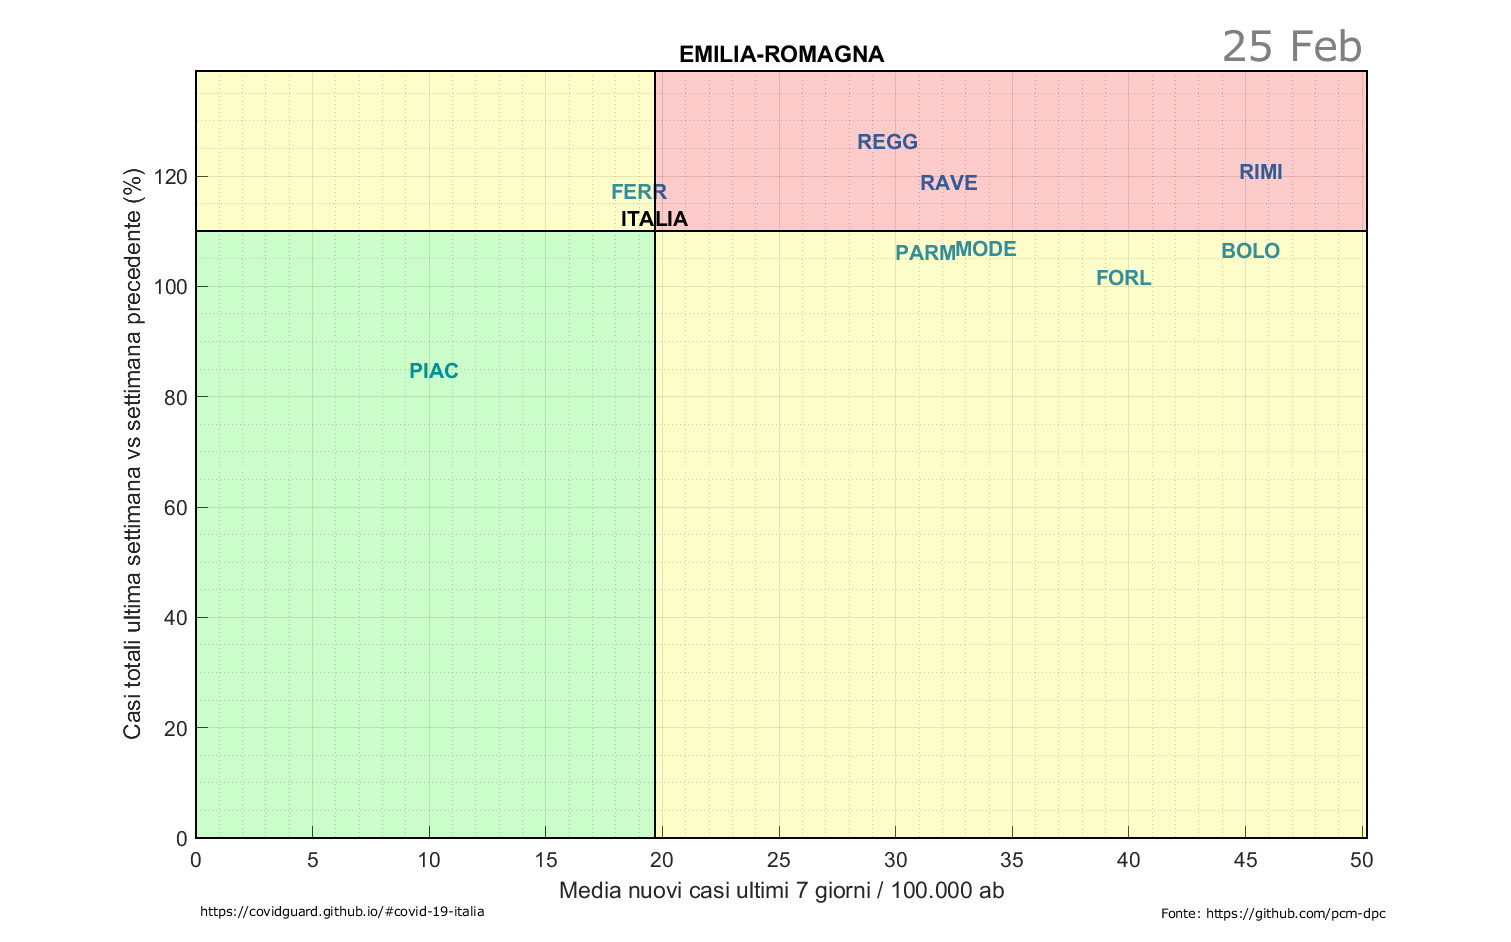 25 Feb
EMILIA-ROMAGNA
Casi totali ultima settimana vs settimana precedente (%)
120
100
80
60
40
20
0
REGG
RIMI
RAVE
FERR
ITALIA
PARM
MODE
BOLO
FORL
PIAC
0 5 10 15 20 25 30 35 40 45 50
Media nuovi casi ultimi 7 giorni / 100.000 ab
https://covidguard.github.io/#covid-19-italia
Fonte: https://github.com/pcm-dpc